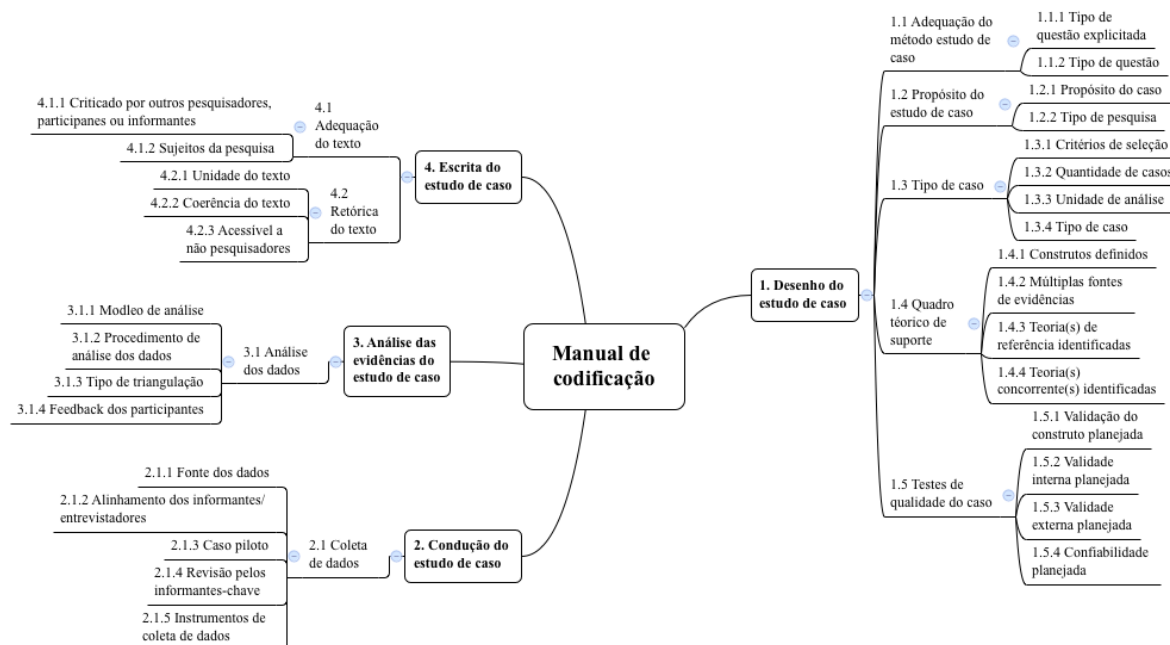 Manual de
codificação
1. Desenho do
estudo de caso
1.1 Adequação do
método estudo de
caso
1.1.1 Tipo de
questão explicitada
1.1.2 Tipo de questão
1.2 Propósito do
estudo de caso
1.2.1 Propósito do caso
1.2.2 Tipo de pesquisa
1.3 Tipo de caso
1.3.1 Critérios de seleção
1.3.2 Quantidade de casos
1.3.3 Unidade de análise
1.3.4 Tipo de caso
1.4 Quadro
téorico de
suporte
1.4.1 Construtos definidos
1.4.2 Múltiplas fontes
de evidências
1.4.3 Teoria(s) de
referência identificadas
1.4.4 Teoria(s)
concorrente(s) identificadas
1.5 Testes de
qualidade do caso
1.5.1 Validação do
construto planejada
1.5.2 Validade
interna planejada
1.5.3 Validade
externa planejada
1.5.4 Confiabilidade
planejada
2. Condução do
estudo de caso
2.1 Coleta
de dados
2.1.1 Fonte dos dados
2.1.2 Alinhamento dos informantes/
entrevistadores
2.1.3 Caso piloto
2.1.4 Revisão pelos
informantes-chave
2.1.5 Instrumentos de
coleta de dados
3. Análise das
evidências do
estudo de caso
3.1 Análise
dos dados
3.1.1 Modleo de análise
3.1.2 Procedimento de
análise dos dados
3.1.3 Tipo de triangulação
3.1.4 Feedback dos participantes
4. Escrita do
estudo de caso
4.1
Adequação
do texto
4.1.1 Criticado por outros pesquisadores,
participanes ou informantes
4.1.2 Sujeitos da pesquisa
4.2
Retórica
do texto
4.2.1 Unidade do texto
4.2.2 Coerência do texto
4.2.3 Acessível a
não pesquisadores